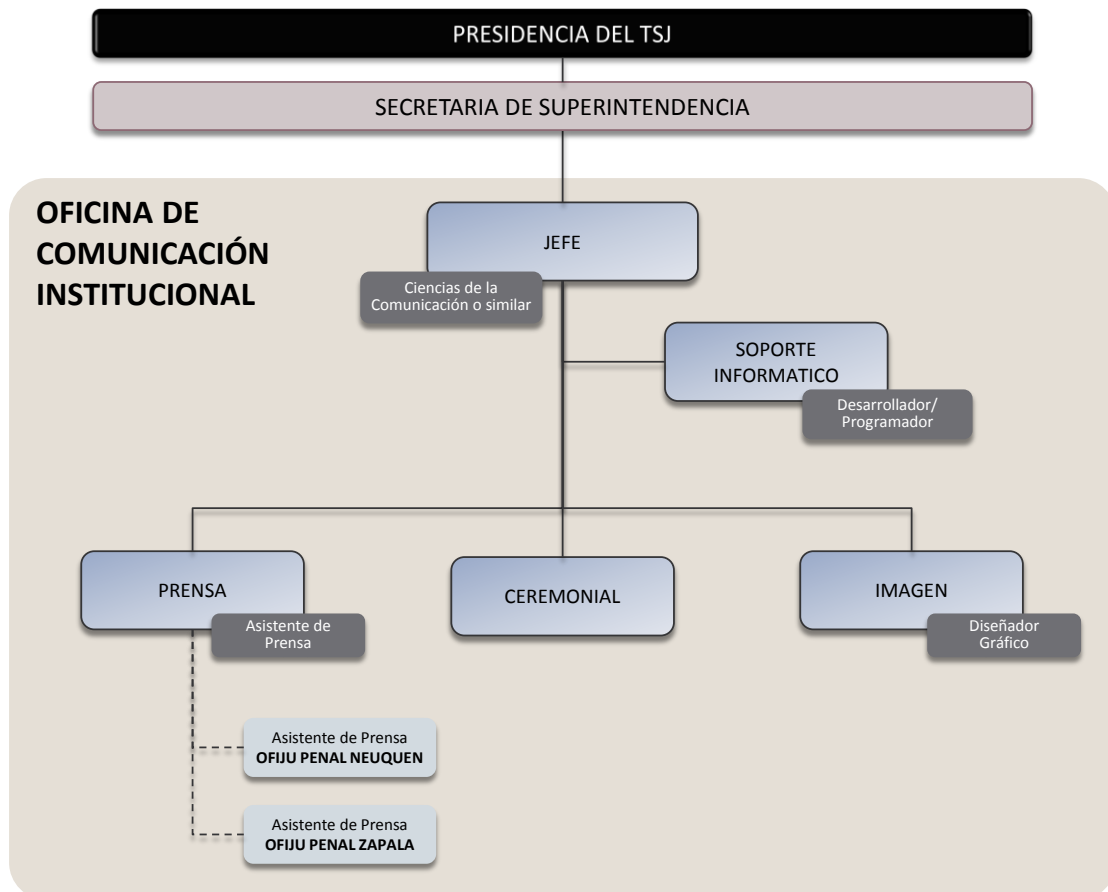 PRESIDENCIA DEL TSJ
SECRETARIA DE SUPERINTENDENCIA
OFICINA DE
COMUNICACIÓN
INSTITUCIONAL
JEFE
Ciencias de la
Comunicación o similar
SOPORTE
INFORMATICO
Desarrollador/
Programador
PRENSA
Asistente de
Prensa
CEREMONIAL
IMAGEN
Diseñador
Gráfico
Asistente de Prensa
OFIJU PENAL NEUQUEN
Asistente de Prensa
OFIJU PENAL ZAPALA